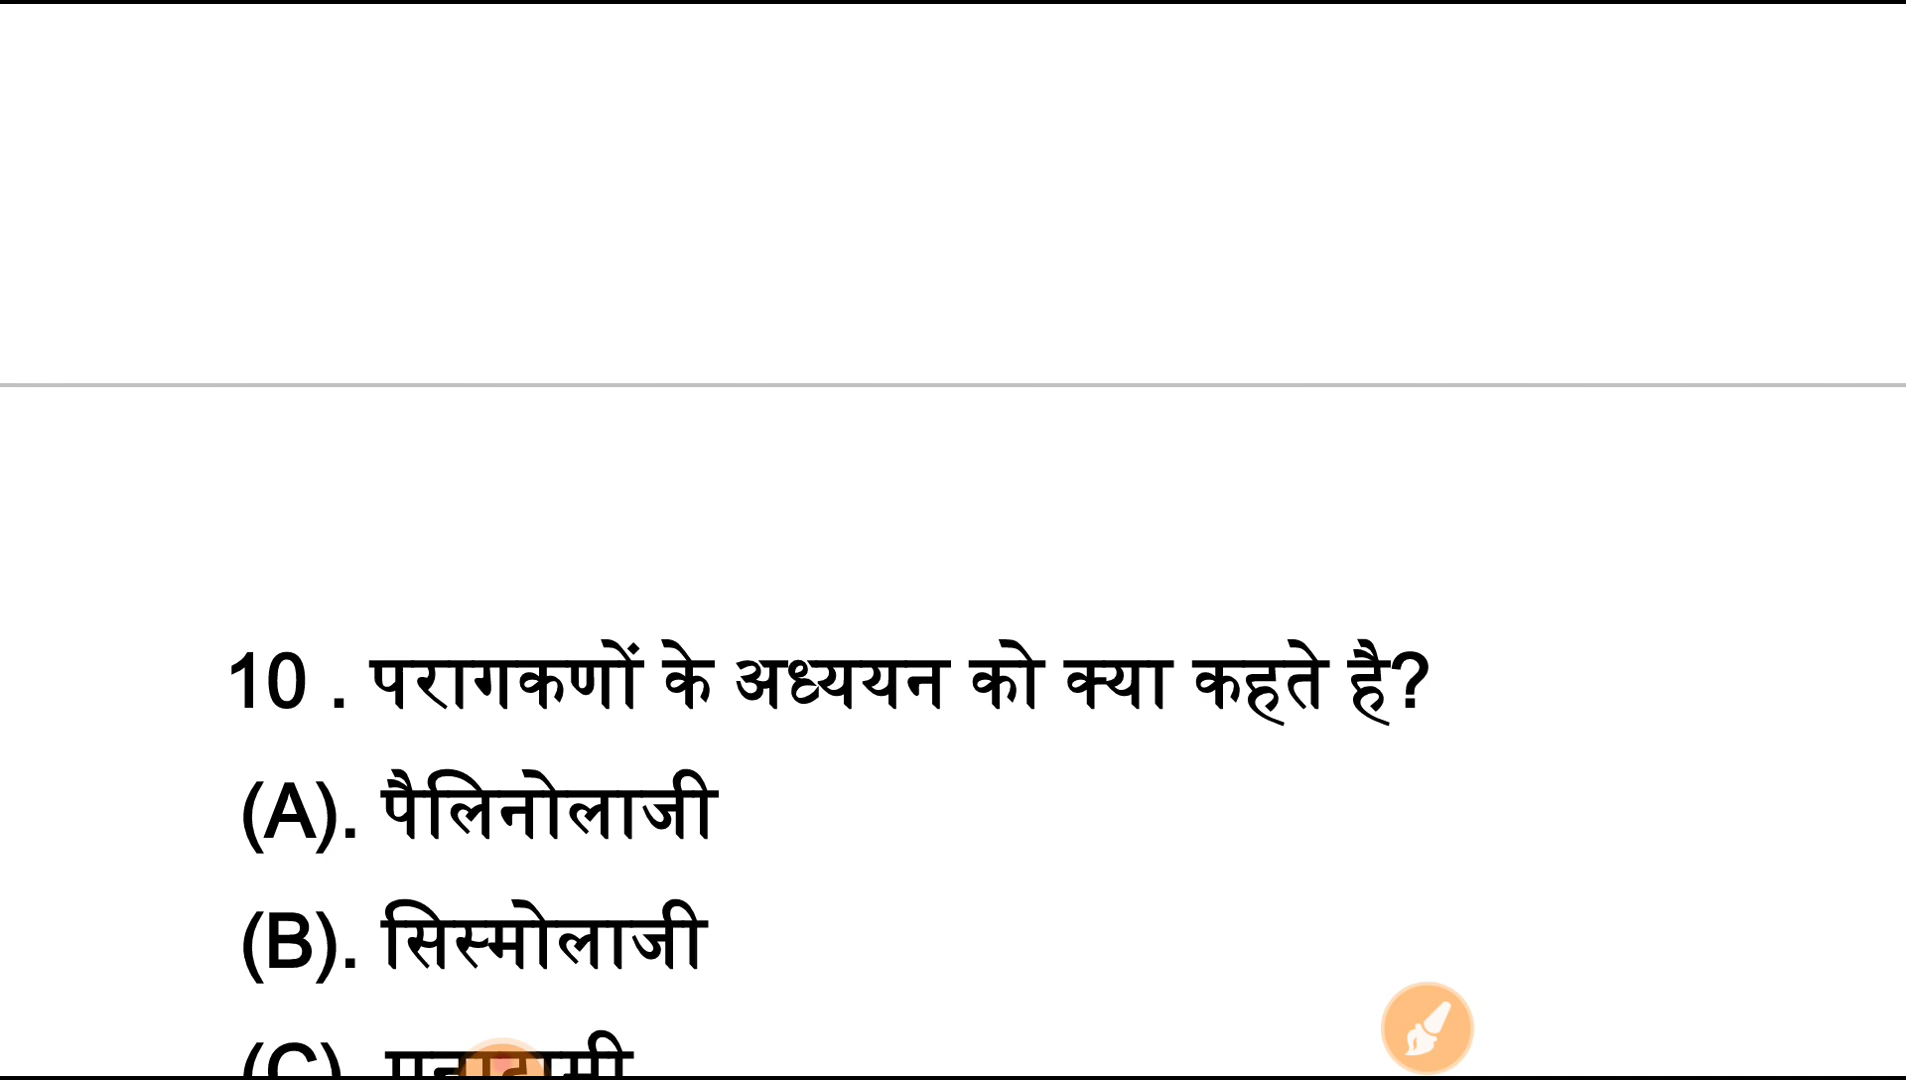 10 . परागकणों के अध्ययन को क्या कहते है?
(A). पैलिनोलाजी
(B). सिस्मोलाजी
(C).